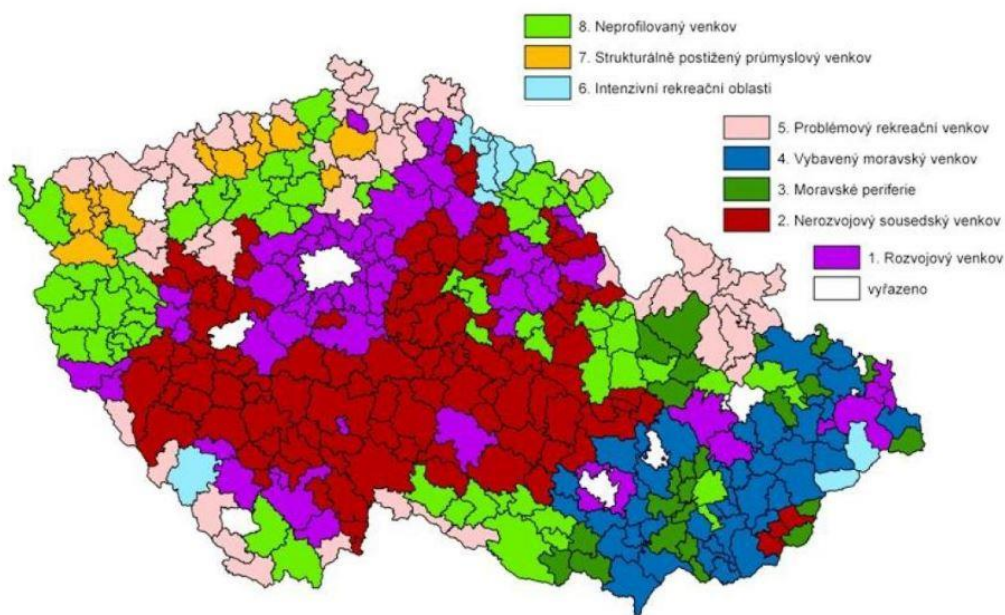 8. Neprofilovaný venkov
7. Strukturálně postižený průmyslový venkov
6. Intenzivní rekreační oblasti
5. Problémový rekreační venkov
4. Vybavený moravský venkov
3. Moravské periferie
2. Nerozvojový sousedský venkov
1. Rozvojový venkov
vyřazeno